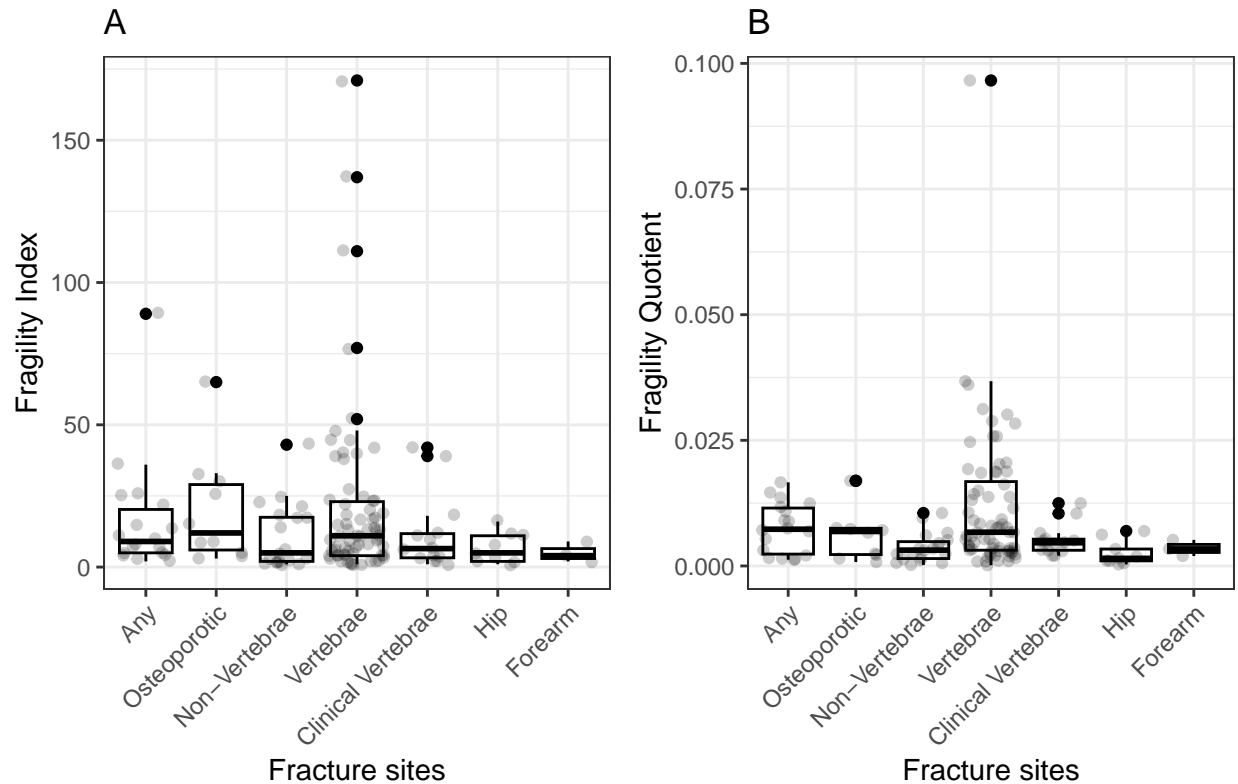 A
Fragility Index
150
100
50
0
Any
Osteoporotic
Non−Vertebrae
Vertebrae
Clinical Vertebrae
Hip
Forearm
Fracture sites
B
Fragility Quotient
0.100
0.075
0.050
0.025
0.000
Any
Osteoporotic
Non−Vertebrae
Vertebrae
Clinical Vertebrae
Hip
Forearm
Fracture sites